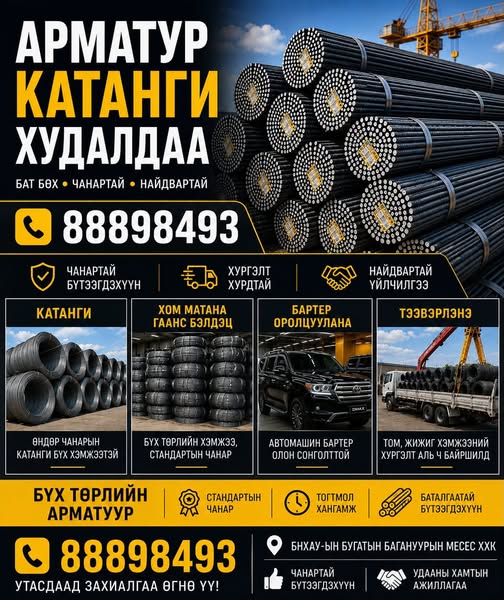 АРМАТУР
КАТАНГИ
ХУДАЛДАА
БАТ БӨХ • ЧАНАРТАЙ • НАЙДВАРТАЙ
88898493
ЧАНАРТАЙ
БҮТЭЭГДЭХҮҮН
ХҮРГЭЛТ
ХУРДТАЙ
НАЙДВАРТАЙ
ҮЙЛЧИЛГЭЭ
КАТАНГИ
ӨНДӨР ЧАНАРЫН
КАТАНГИ БҮХ ХЭМЖЭЭТЭЙ
ХОМ МАТАНА
ГААНС БЭЛДЭЦ
БҮХ ТӨРЛИЙН ХЭМЖЭЭ,
СТАНДАРТЫН ЧАНАР
БАРТЕР
ОРОЛЦУУЛАНА
АВТОМАШИН БАРТЕР
ОЛОН СОНГОЛТТОЙ
ТЭЭВЭРЛЭНЭ
ТОМ, ЖИЖИГ ХЭМЖЭЭНИЙ
ХҮРГЭЛТ АЛЬ Ч БАЙРШИЛД
БҮХ ТӨРЛИЙН
АРМАТУУР
СТАНДАРТЫН
ЧАНАР
ТОГТМОЛ
ХАНГАМЖ
БАТАЛГААТАЙ
БҮТЭЭГДЭХҮҮН
88898493
УТАСДААД ЗАХИАЛГАА ӨГНӨ ҮҮ!
БНХАУ-ЫН БУГАТЫН БАГАНУУРЫН МЕСЕС ХХК
ЧАНАРТАЙ
БҮТЭЭГДЭХҮҮН
УДААНЫ ХАМТЫН
АЖИЛЛАГАА